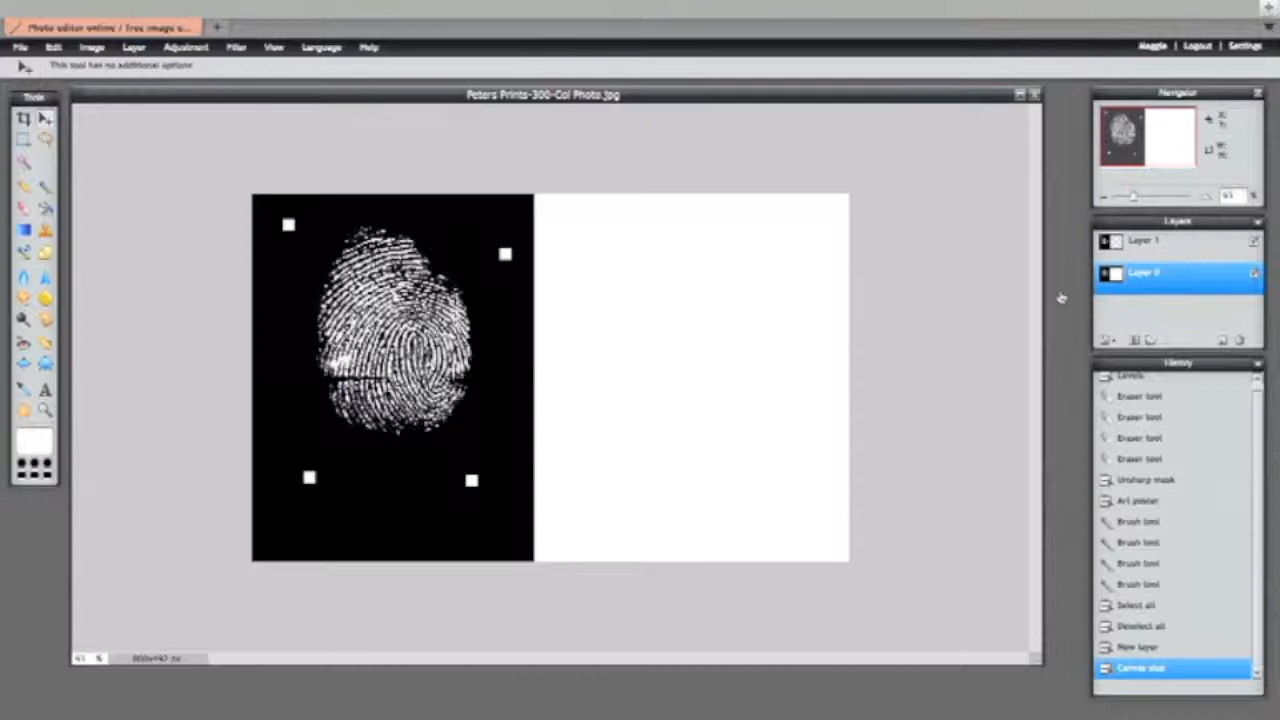 Photo editor online / free image e...
File Edit Image Layer Adjustment Filter View Language Help
Maggie | Logout | Settings
This tool has no additional options
Tools
Peters Prints-300-Col Photo.jpg
Navigator
Layers
Layer 1
Layer 0
History
Levels
Eraser tool
Eraser tool
Eraser tool
Eraser tool
Unsharp mask
Art poster
Brush tool
Brush tool
Brush tool
Brush tool
Select all
Deselect all
New layer
Canvas size
%